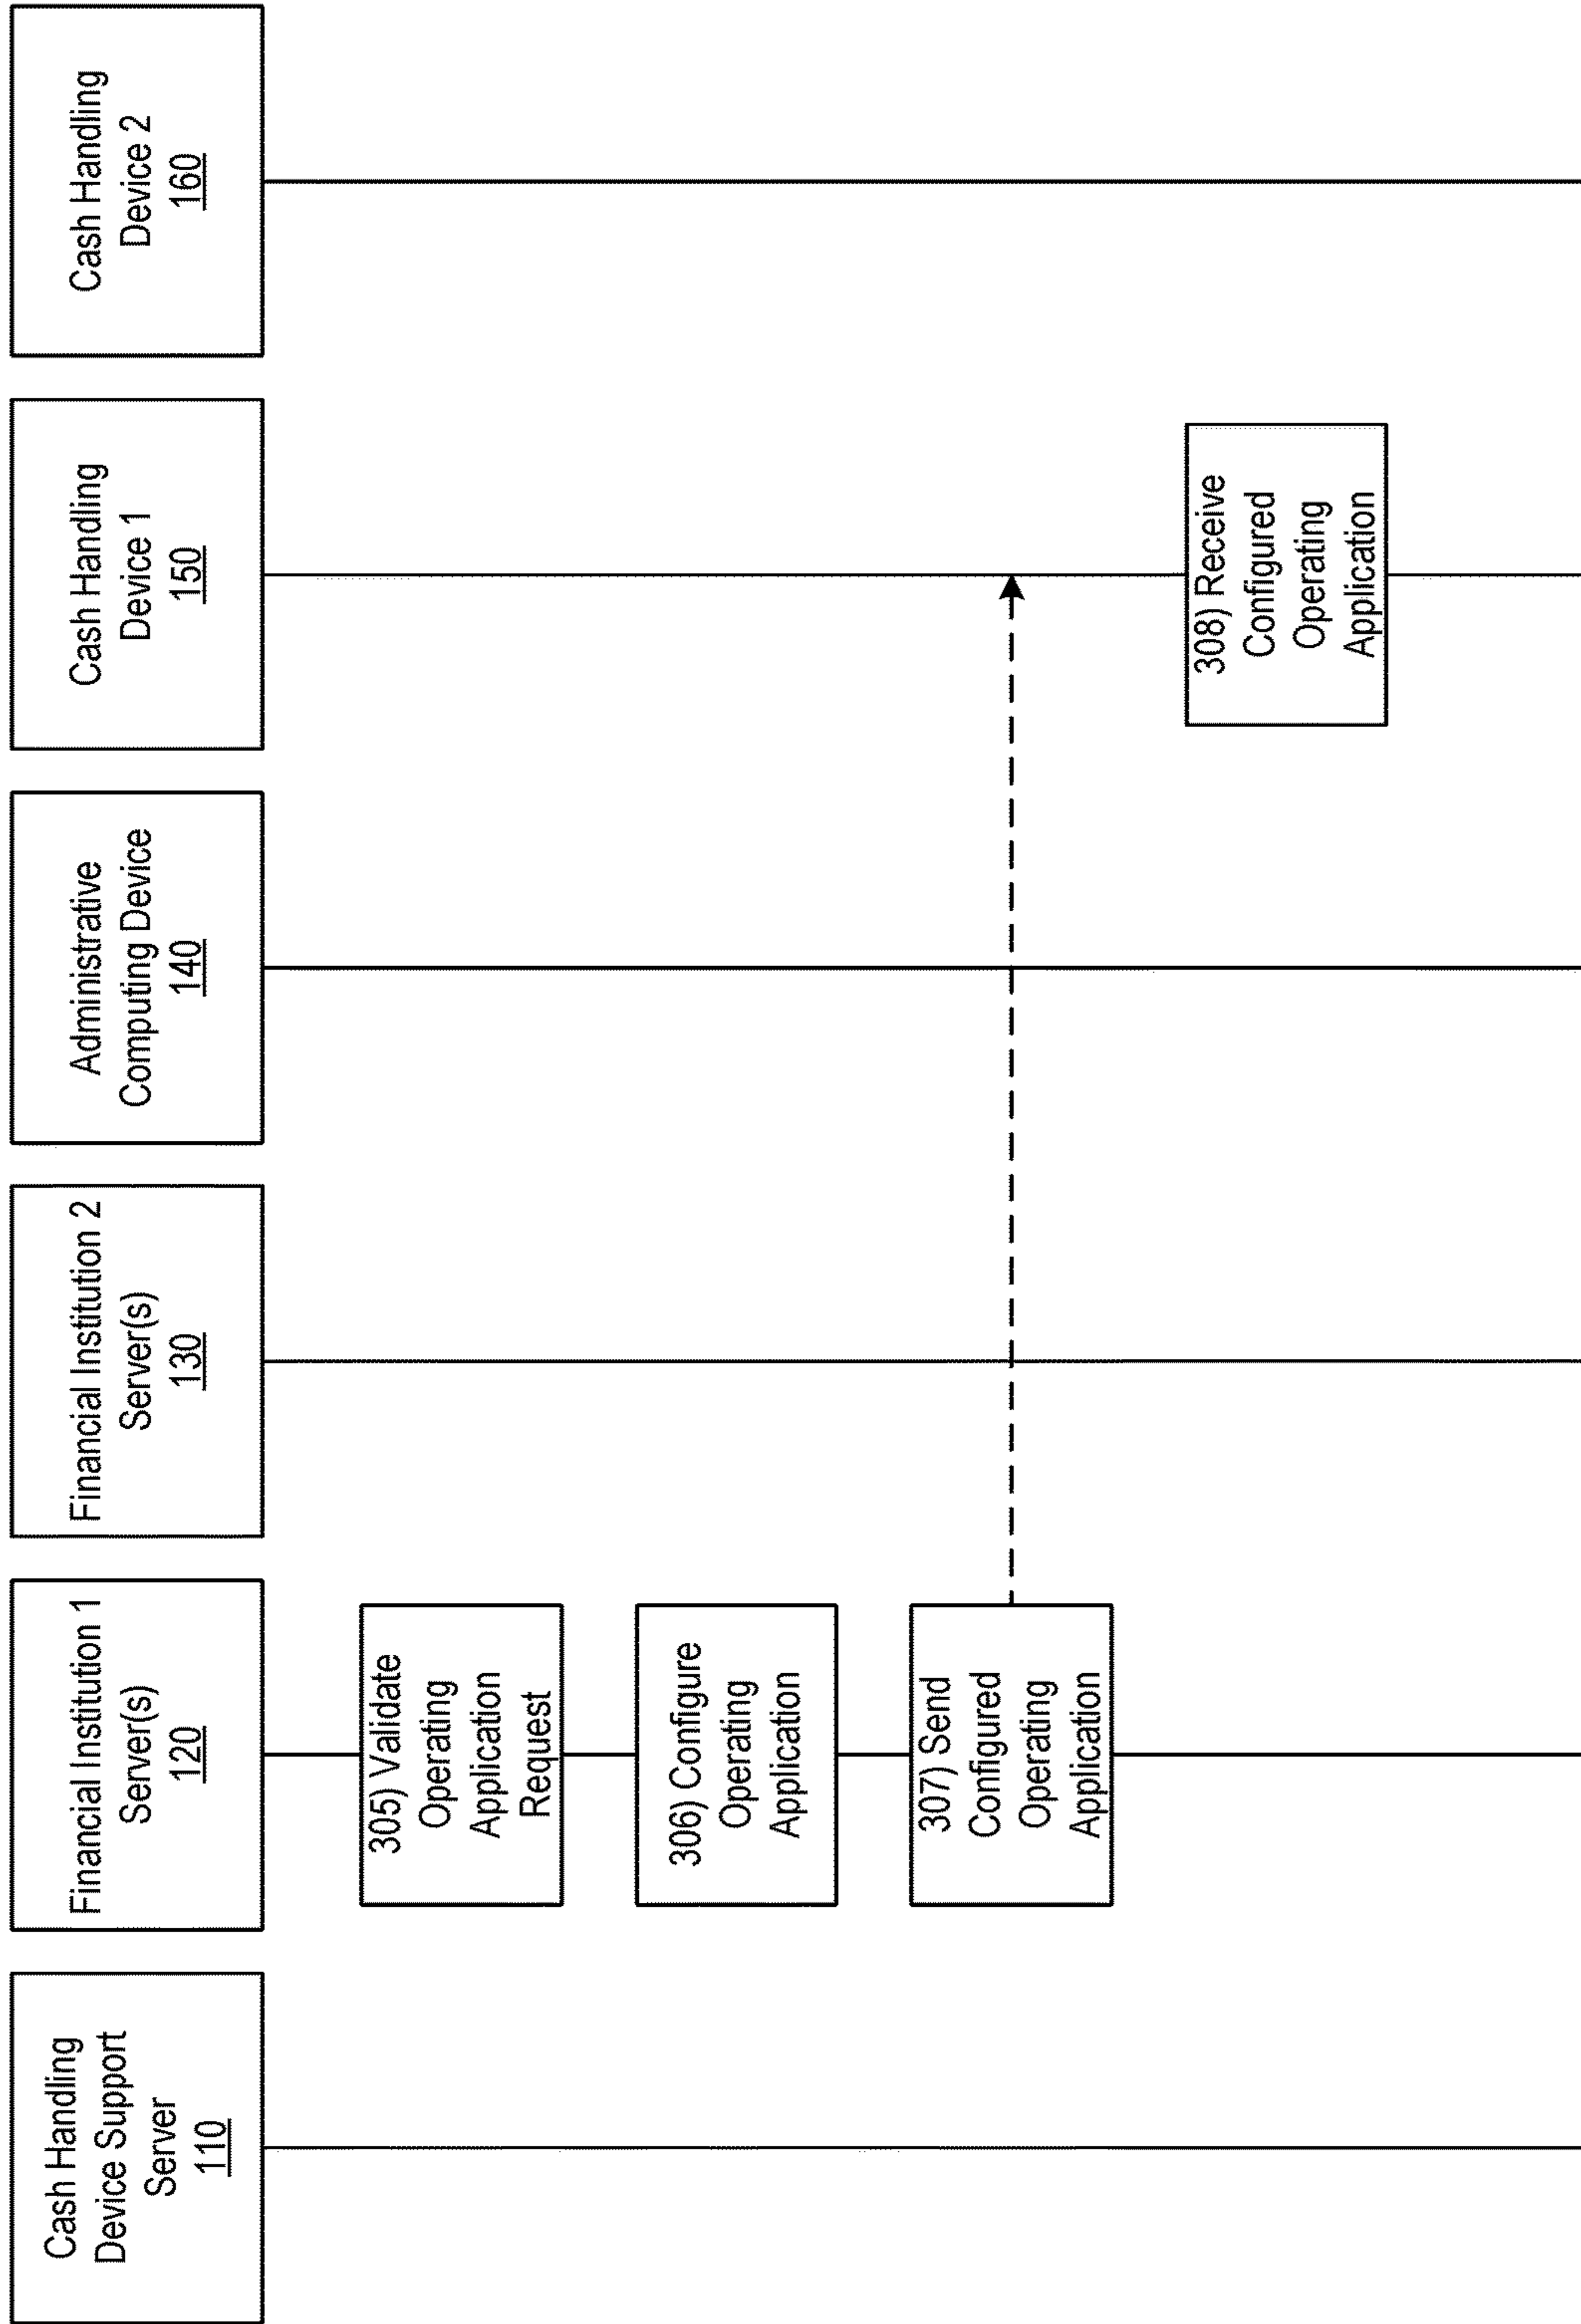 Cash Handling
Device Support
Server
110
Financial Institution 1
Server(s)
120
Financial Institution 2
Server(s)
130
Administrative
Computing Device
140
Cash Handling
Device 1
150
Cash Handling
Device 2
160
305) Validate
Operating
Application
Request
306) Configure
Operating
Application
307) Send
Configured
Operating
Application
308) Receive
Configured
Operating
Application